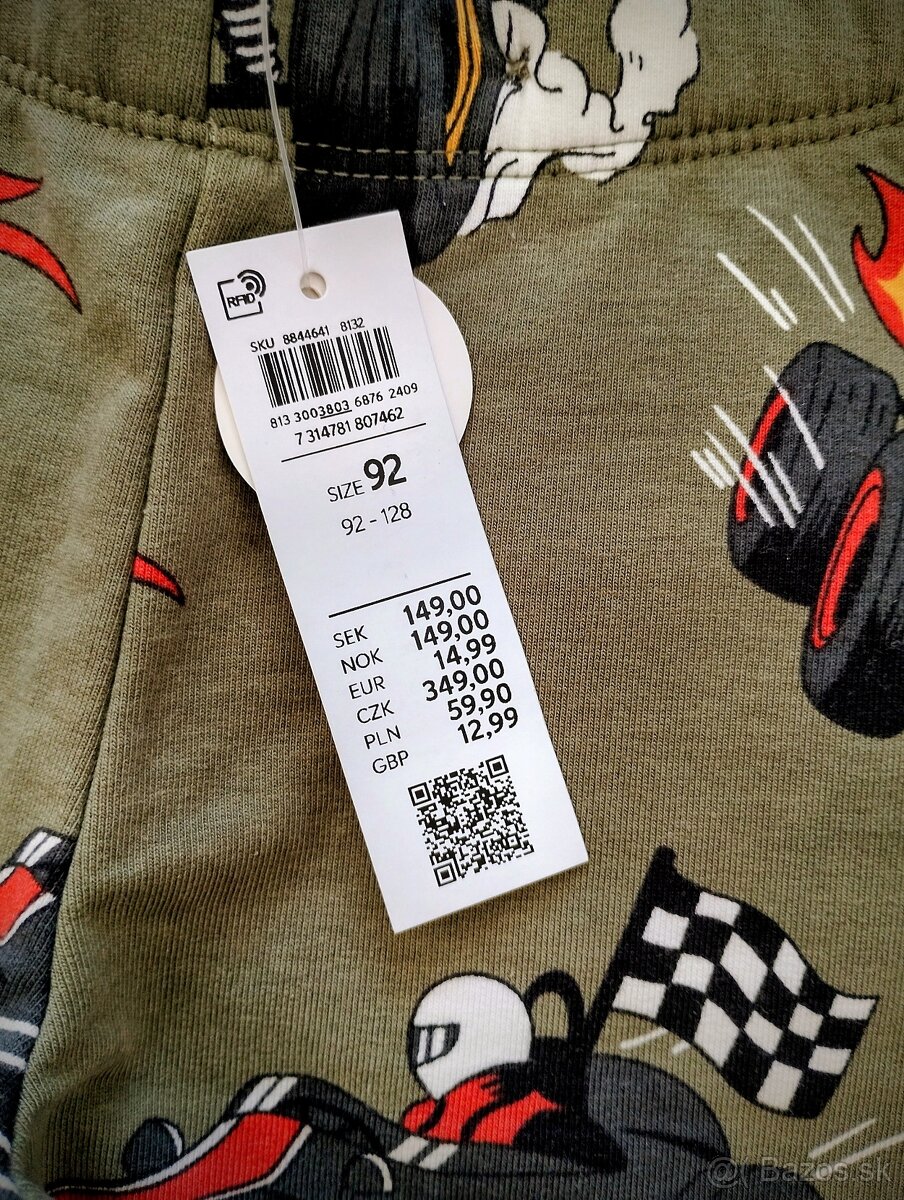 RFID
SKU 8844641 8132
813 3003803 6876 2409
7 314781 807462
SIZE 92
92 - 128
SEK 149,00
NOK 149,00
EUR 14,99
CZK 349,00
PLN 59,90
GBP 12,99
@ Bazos.sk